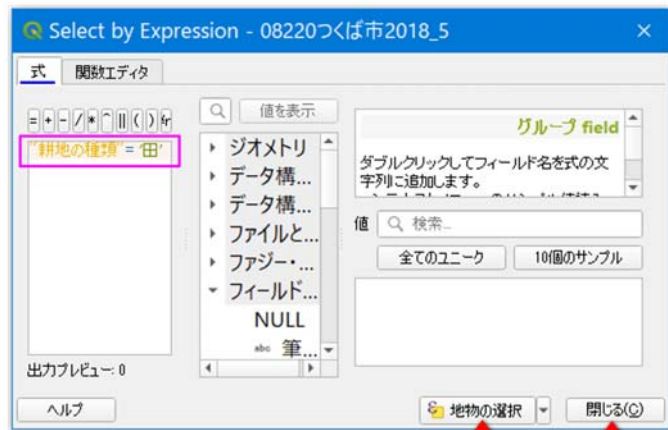 Select by Expression - 08220つくば市2018_5
式 関数エディタ
= + - / * ^ || ( )
"耕地の種類"='田'
出力プレビュー: 0
ヘルプ
値を表示
ジオメトリ
データ構...
データ構...
ファイルと...
ファジー・...
フィールド...
NULL
abc 筆...
グループ field
ダブルクリックしてフィールド名を式の文
字列に追加します。
値 検索...
全てのユニーク 10個のサンプル
地物の選択 閉じる(C)